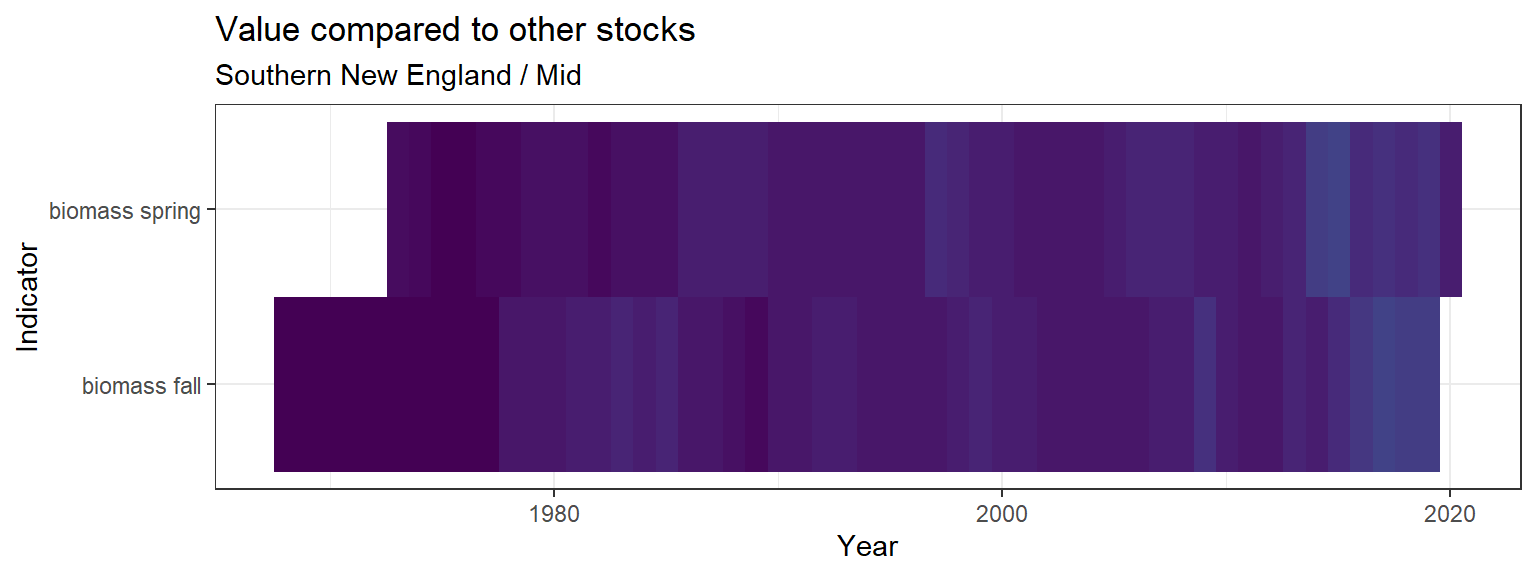 Value compared to other stocks
Southern New England / Mid
Indicator
biomass spring
biomass fall
1980
2000
2020
Year